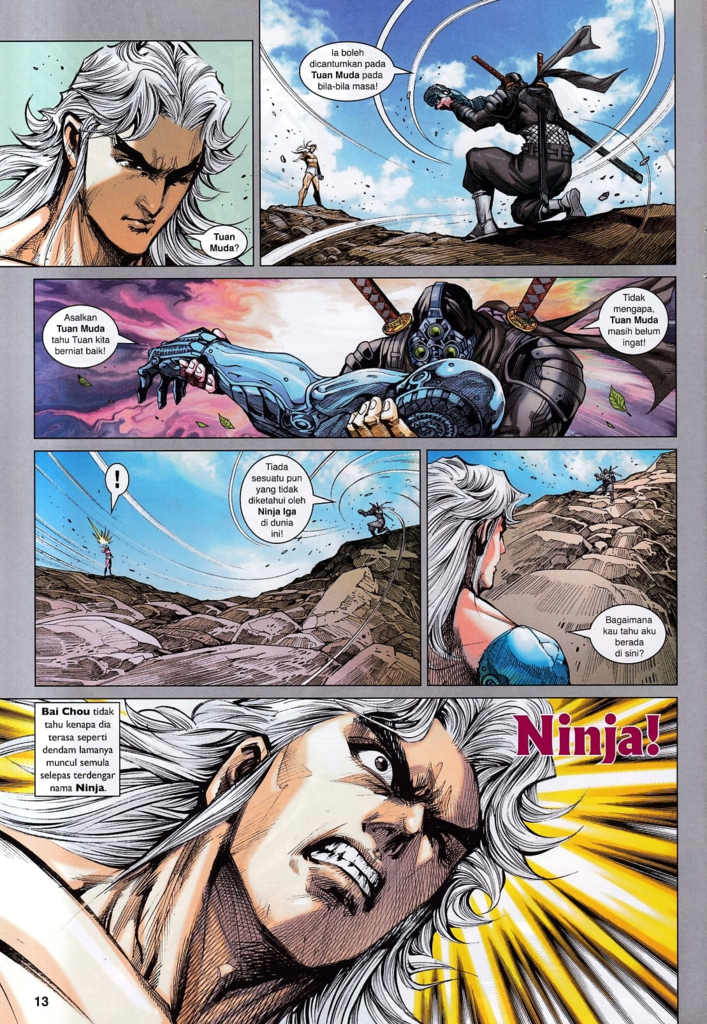 Tuan
Muda?
Ia boleh
dicantumkan pada
Tuan Muda pada
bila-bila masa!
Asalkan
Tuan Muda
tahu Tuan kita
berniat baik!
Tidak
mengapa,
Tuan Muda
masih belum
ingat!
!
Tiada
sesuatu pun
yang tidak
diketahui oleh
Ninja Iga
di dunia
ini!
Bagaimana
kau tahu aku
berada
di sini?
Bai Chou tidak
tahu kenapa dia
terasa seperti
dendam lamanya
muncul semula
selepas terdengar
nama Ninja.
Ninja!
13